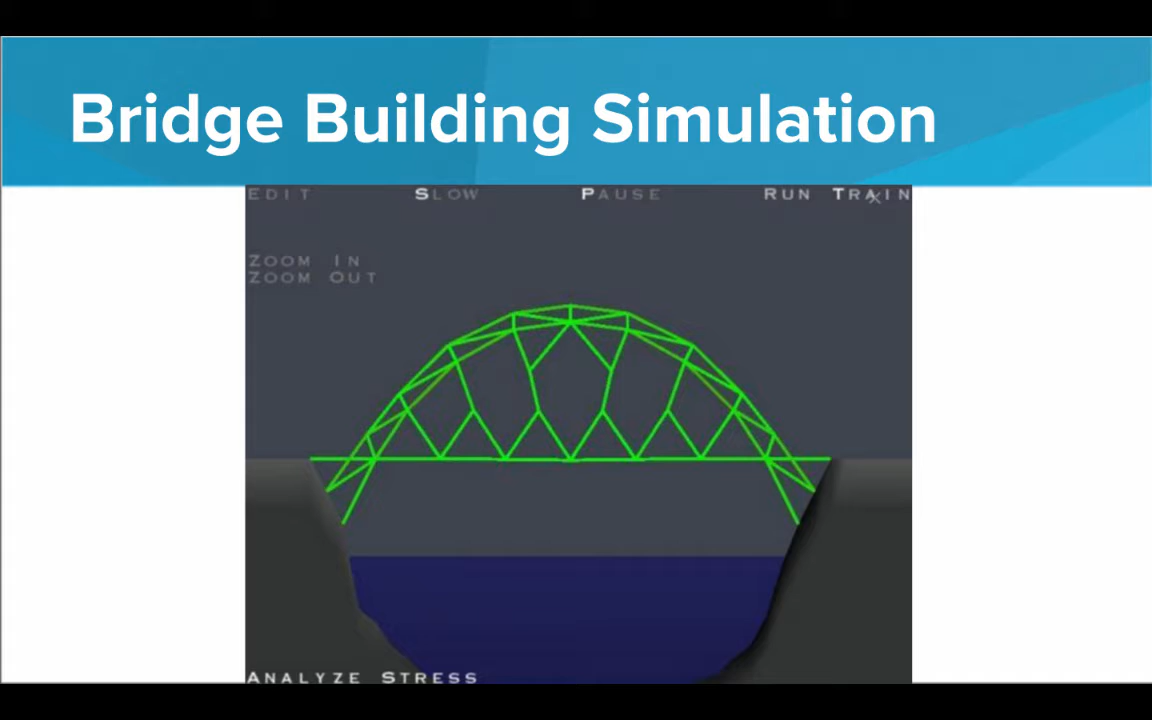 Bridge Building Simulation
EDIT SLOW PAUSE RUN TRAIN
ZOOM IN
ZOOM OUT
ANALYZE STRESS